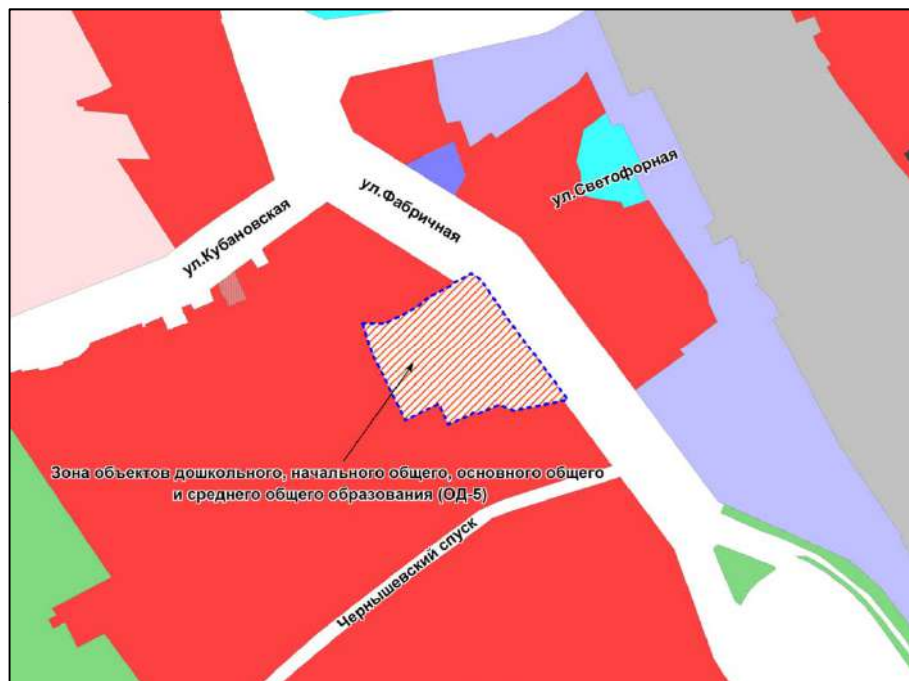 ул.Светофорная
ул.Фабричная
ул.Кубановская
Зона объектов дошкольного, начального общего, основного общего
и среднего общего образования (ОД-5)
Чернышевский спуск